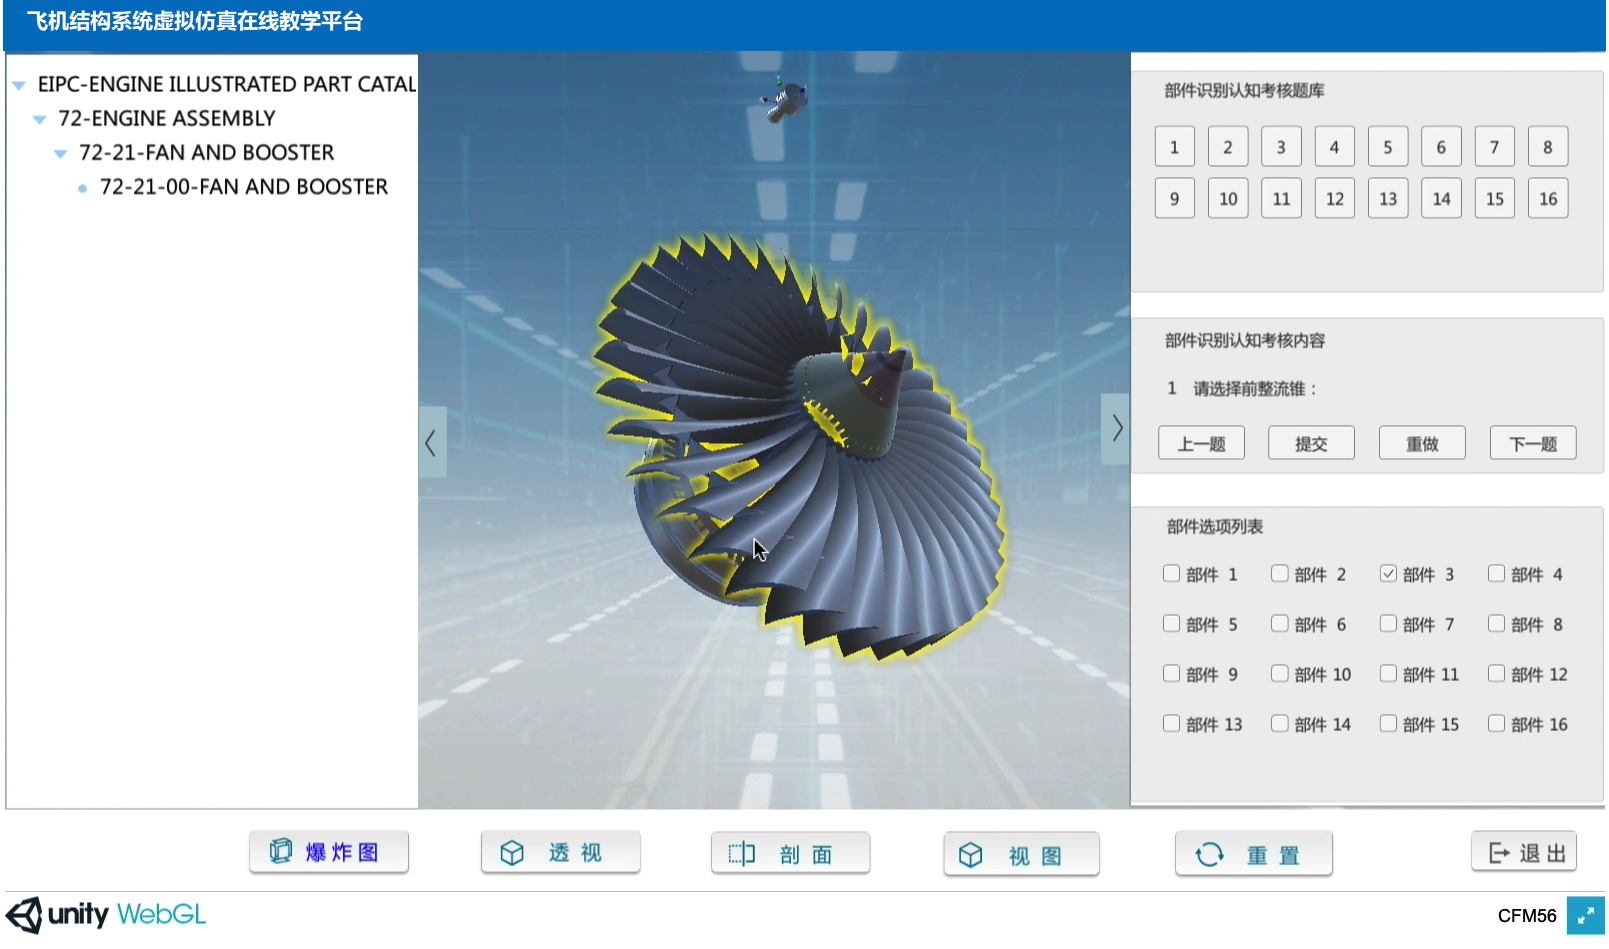 飞机结构系统虚拟仿真在线教学平台
EIPC-ENGINE ILLUSTRATED PART CATAL
72-ENGINE ASSEMBLY
72-21-FAN AND BOOSTER
72-21-00-FAN AND BOOSTER
部件识别认知考核题库
1 2 3 4 5 6 7 8
9 10 11 12 13 14 15 16
部件识别认知考核内容
1 请选择前整流锥：
上一题 提交 重做 下一题
部件选项列表
部件 1 部件 2 部件 3 部件 4
部件 5 部件 6 部件 7 部件 8
部件 9 部件 10 部件 11 部件 12
部件 13 部件 14 部件 15 部件 16
爆炸图 透视 剖面 视图 重置 退出
unity WebGL CFM56